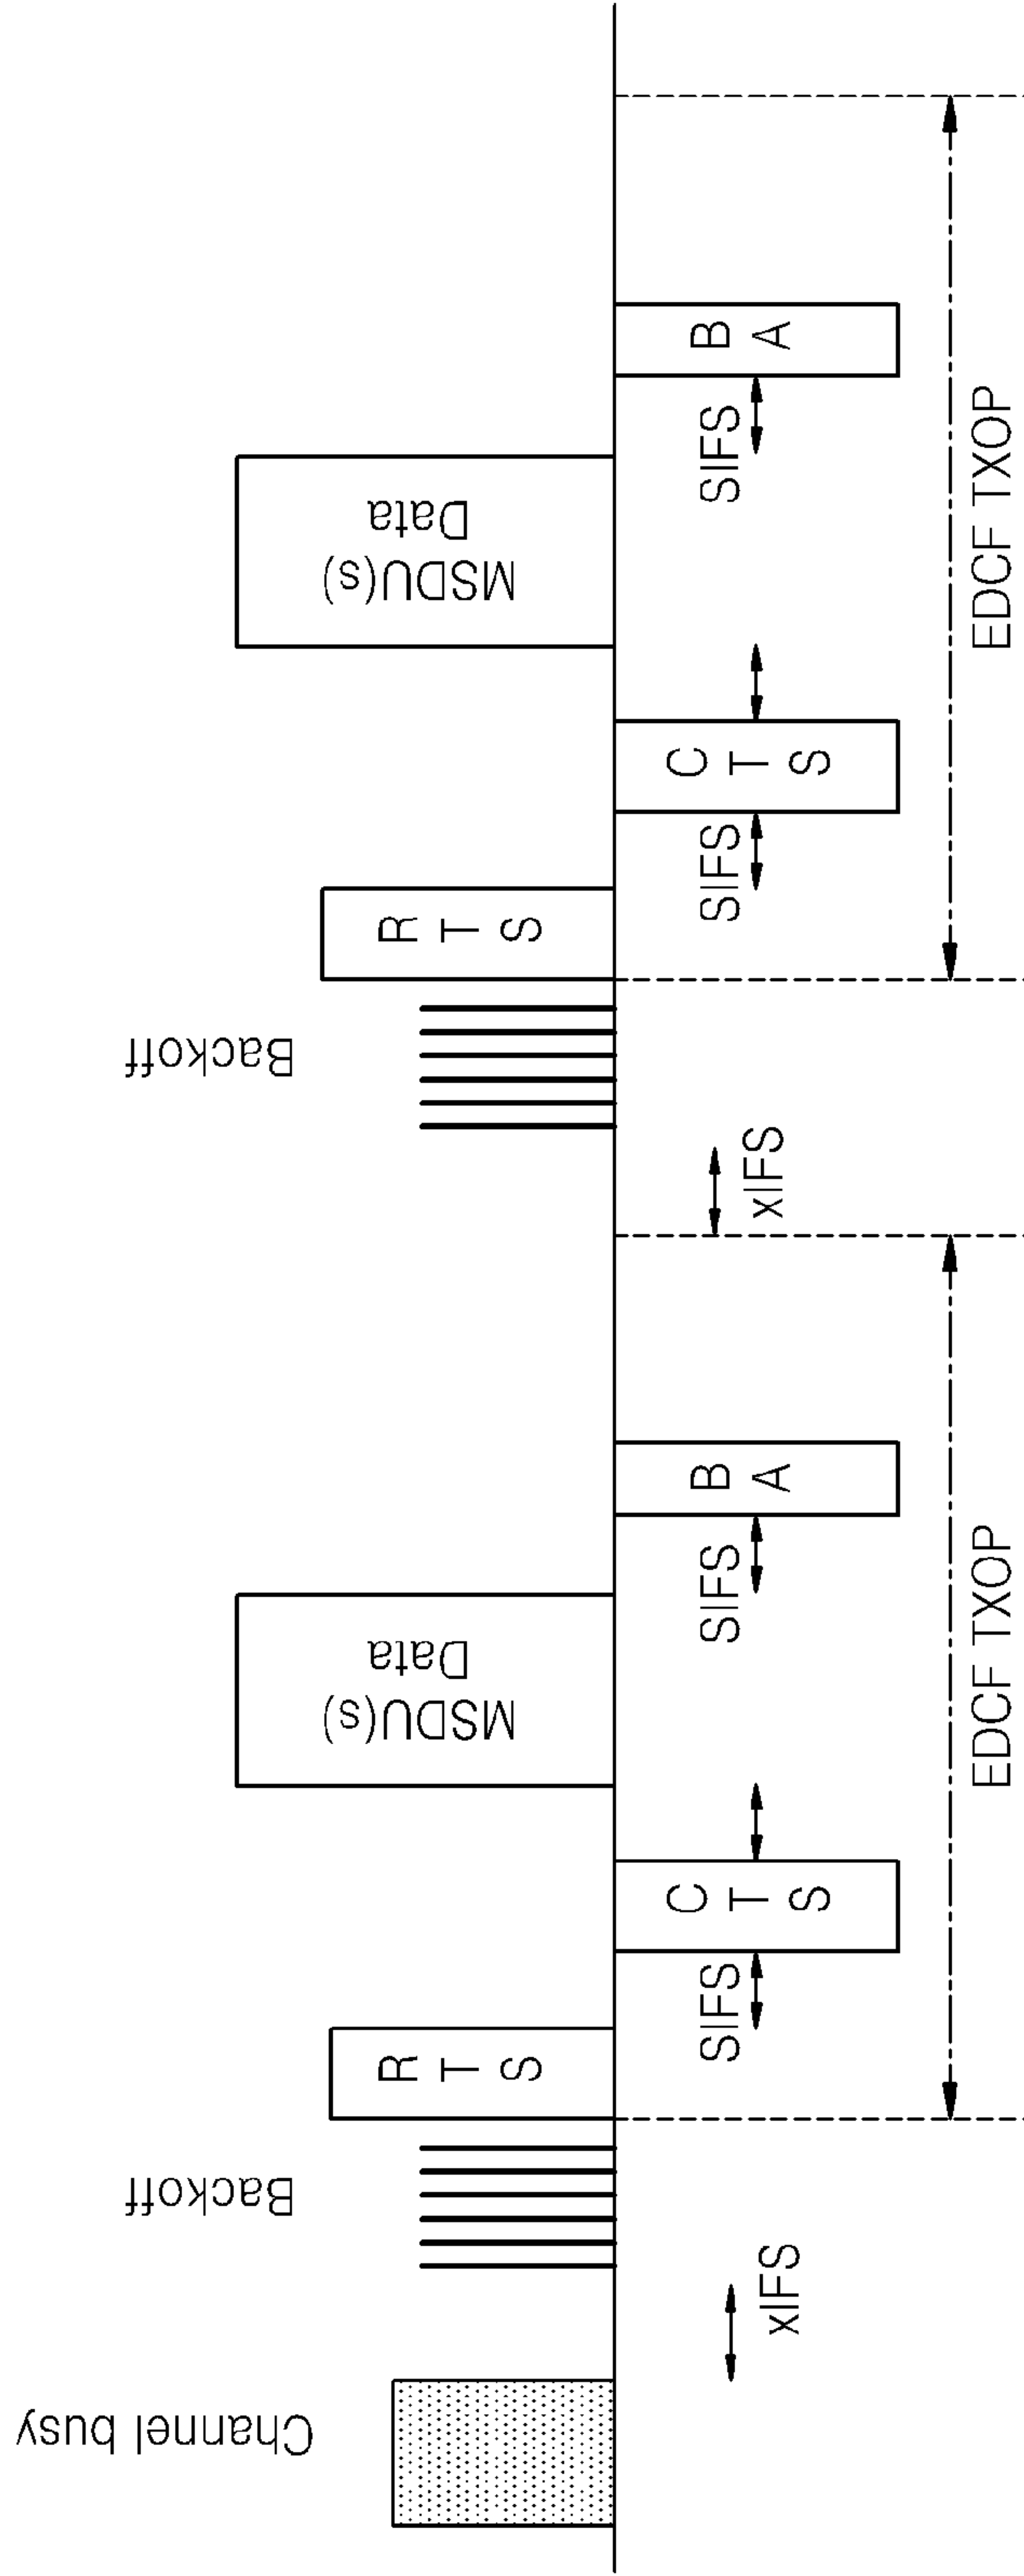 Channel busy
xIFS
Backoff
RTS
SIFS
CTS
MSDU(s)
Data
SIFS
BA
EDCF TXOP
xIFS
Backoff
RTS
SIFS
CTS
MSDU(s)
Data
SIFS
BA
EDCF TXOP